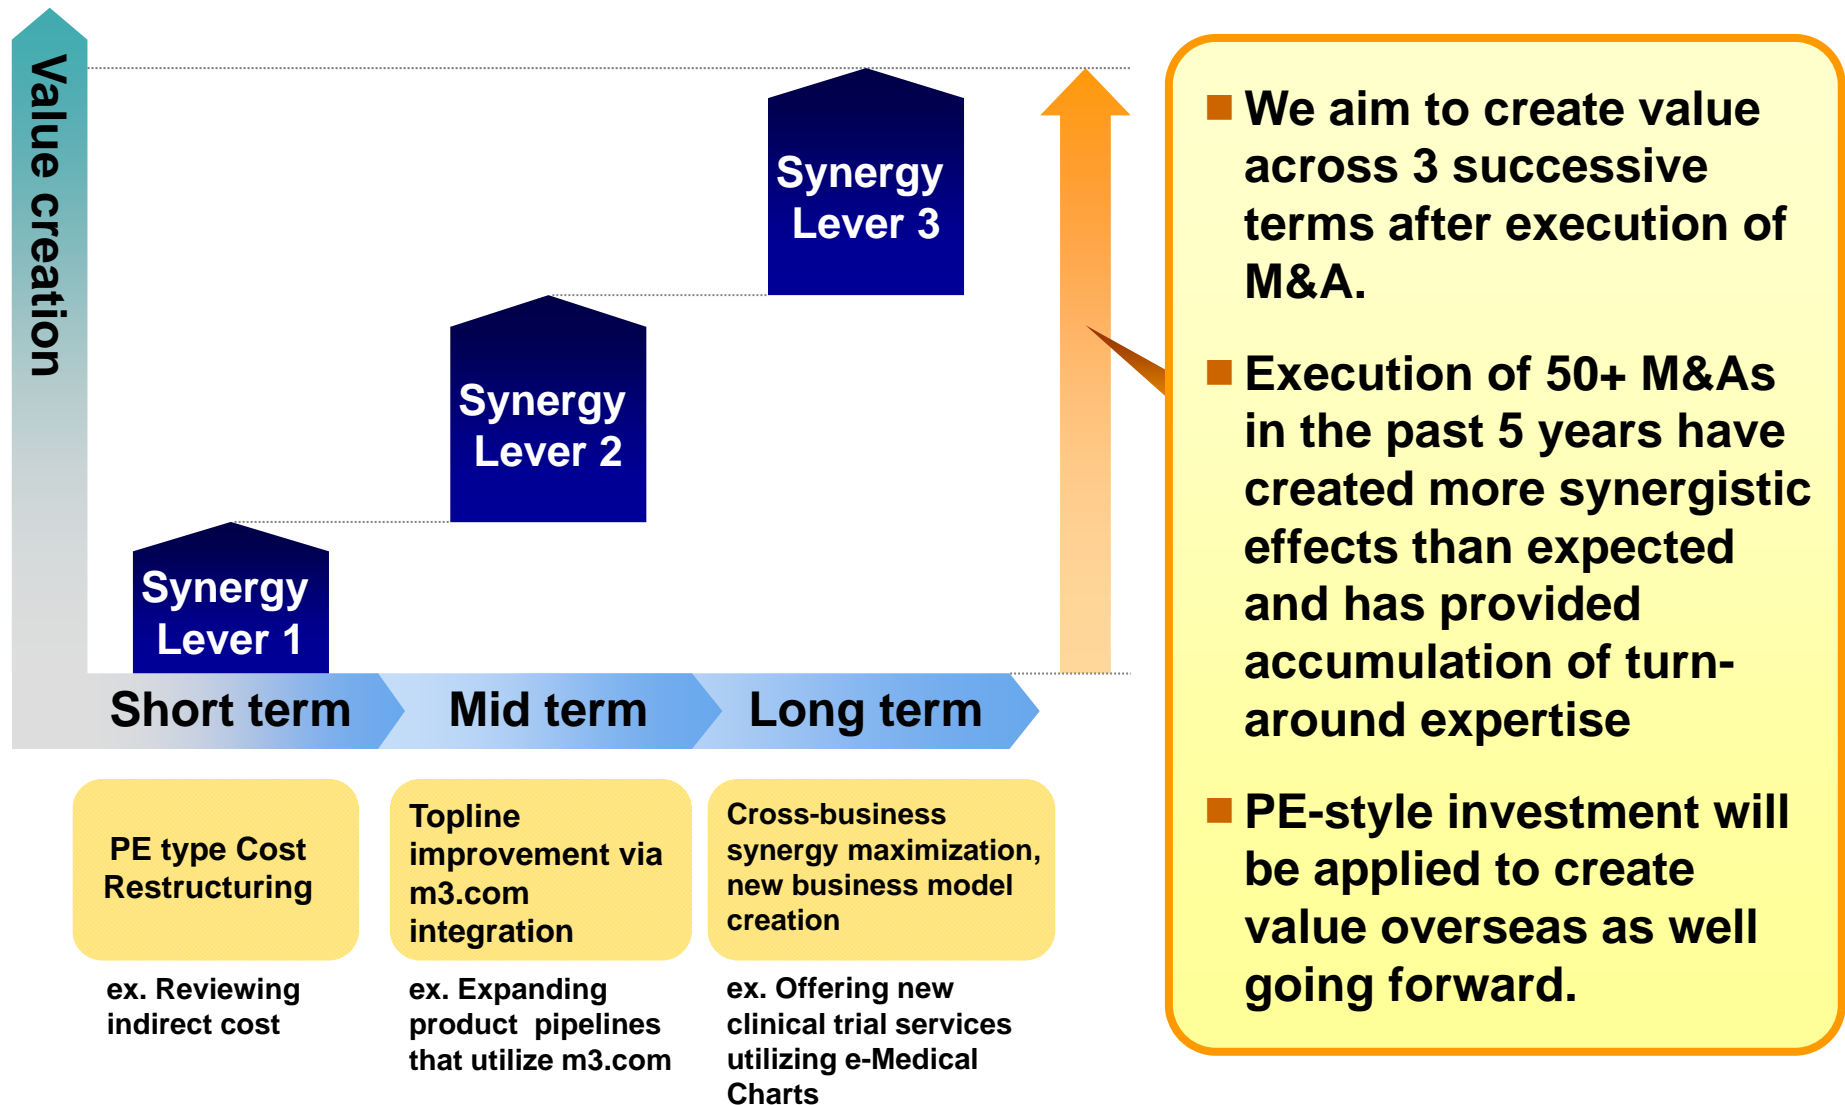 Value creation
Synergy
Lever 1
Synergy
Lever 2
Synergy
Lever 3
Short term
Mid term
Long term
PE type Cost
Restructuring
Topline
improvement via
m3.com
integration
Cross-business
synergy maximization,
new business model
creation
ex. Reviewing
indirect cost
ex. Expanding
product pipelines
that utilize m3.com
ex. Offering new
clinical trial services
utilizing e-Medical
Charts
We aim to create value
across 3 successive
terms after execution of
M&A.
Execution of 50+ M&As
in the past 5 years have
created more synergistic
effects than expected
and has provided
accumulation of turn-
around expertise
PE-style investment will
be applied to create
value overseas as well
going forward.